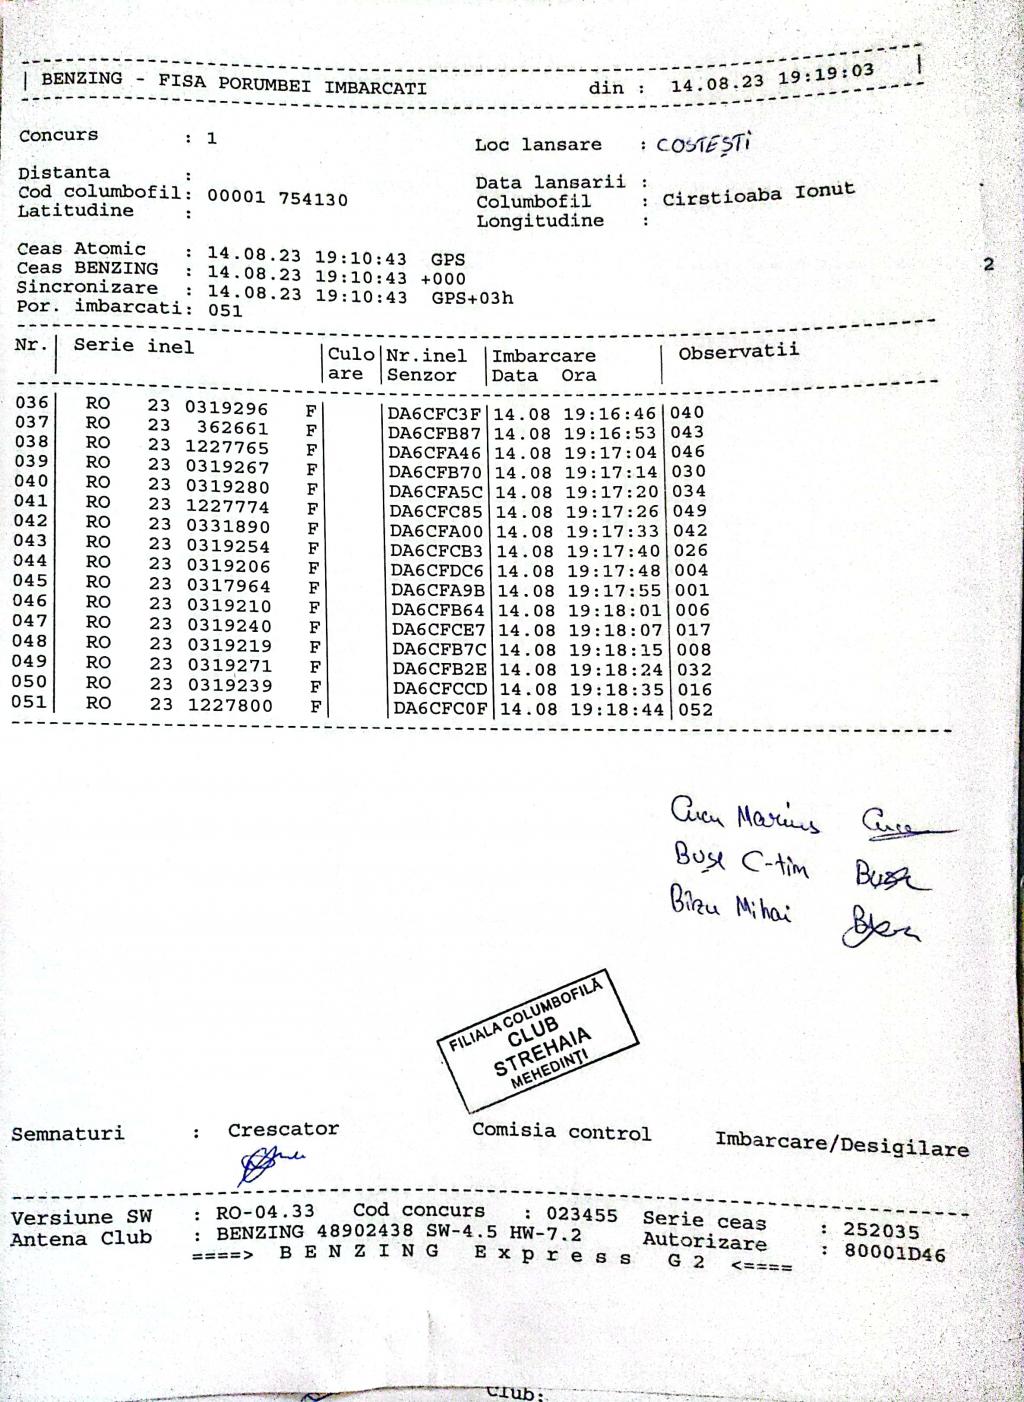 BENZING - FISA PORUMBEI IMBARCATI din : 14.08.23 19:19:03
Concurs : 1 Loc lansare : COSTEȘTI
Distanta : Data lansarii :
Cod columbofil: 00001 754130 Columbofil : Cirstioaba Ionut
Latitudine : Longitudine :
Ceas Atomic : 14.08.23 19:10:43 GPS
Ceas BENZING : 14.08.23 19:10:43 +000
2
Sincronizare : 14.08.23 19:10:43 GPS+03h
Por. imbarcati: 051
Nr. Serie inel Culo Nr.inel Imbarcare Observatii
are Senzor Data Ora
036 RO 23 0319296 F DA6CFC3F 14.08 19:16:46 040
037 RO 23 362661 F DA6CFB87 14.08 19:16:53 043
038 RO 23 1227765 F DA6CFA46 14.08 19:17:04 046
039 RO 23 0319267 F DA6CFB70 14.08 19:17:14 030
040 RO 23 0319280 F DA6CFA5C 14.08 19:17:20 034
041 RO 23 1227774 F DA6CFC85 14.08 19:17:26 049
042 RO 23 0331890 F DA6CFA00 14.08 19:17:33 042
043 RO 23 0319254 F DA6CFCB3 14.08 19:17:40 026
044 RO 23 0319206 F DA6CFDC6 14.08 19:17:48 004
045 RO 23 0317964 F DA6CFA9B 14.08 19:17:55 001
046 RO 23 0319210 F DA6CFB64 14.08 19:18:01 006
047 RO 23 0319240 F DA6CFCE7 14.08 19:18:07 017
048 RO 23 0319219 F DA6CFB7C 14.08 19:18:15 008
049 RO 23 0319271 F DA6CFB2E 14.08 19:18:24 032
050 RO 23 0319239 F DA6CFCCD 14.08 19:18:35 016
051 RO 23 1227800 F DA6CFC0F 14.08 19:18:44 052
Cucu Marius
Bușe C-tin
Bîzu Mihai
FILIALA COLUMBOFILĂ
CLUB
STREHAIA
MEHEDINȚI
Semnaturi : Crescator Comisia control Imbarcare/Desigilare
Versiune SW : RO-04.33 Cod concurs : 023455 Serie ceas : 252035
Antena Club : BENZING 48902438 SW-4.5 HW-7.2 Autorizare : 80001D46
====> B E N Z I N G E x p r e s s G 2 <====
Club: